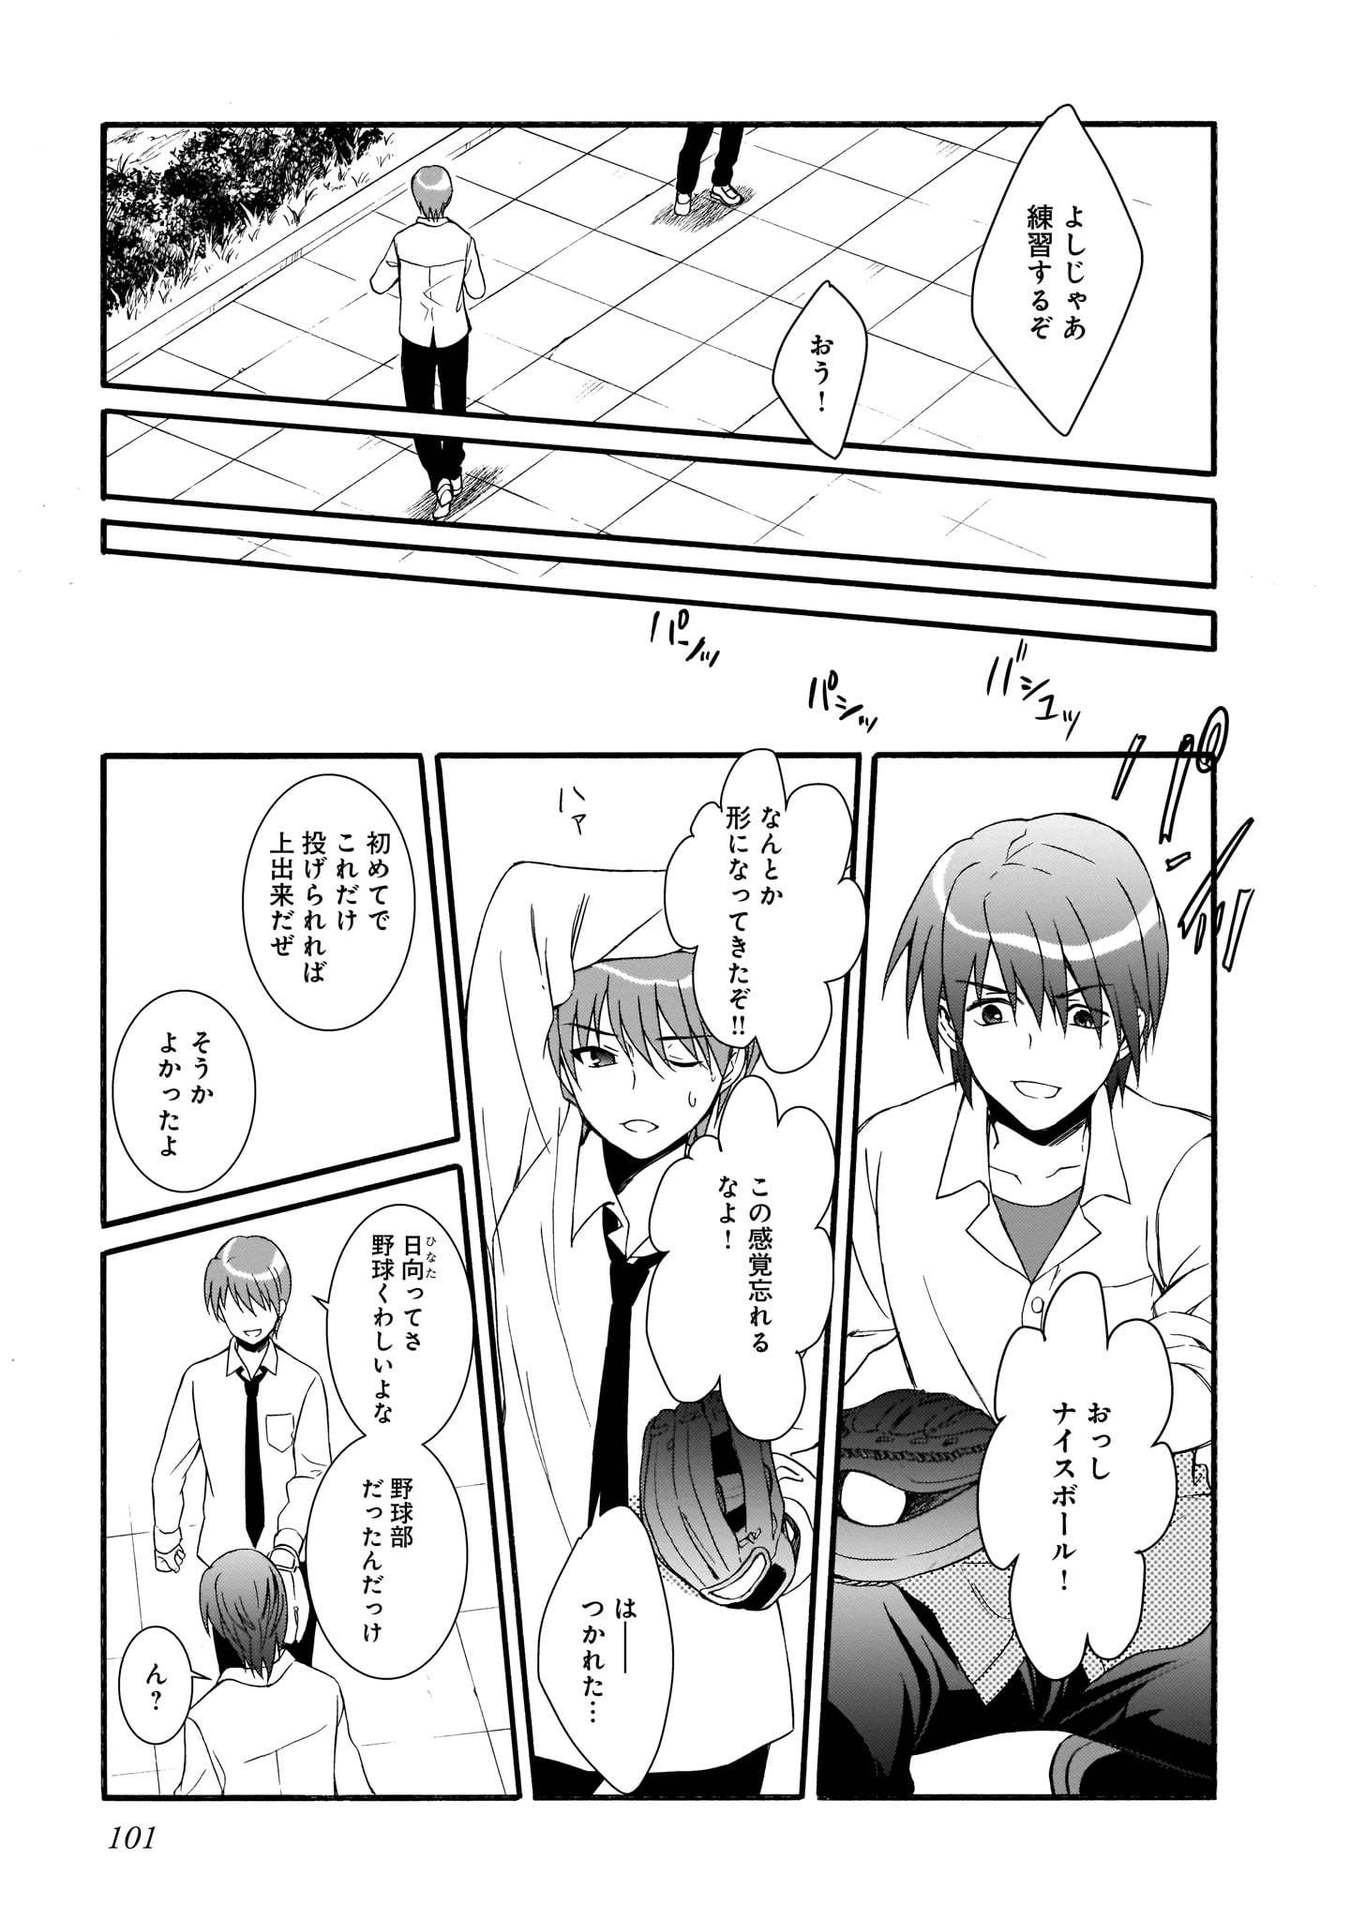 よしじゃあ
練習するぞ
おう！
パーンッ
パシッ
バシュッ
おっし
ナイスボール！
なんとか
形になってきたぞ!!
ハァ
この感覚忘れる
なよ！
はー
つかれた…
初めてで
これだけ
投げられれば
上出来だぜ
そうか
よかったよ
日向ってさ
ひなた
野球くわしいよな
野球部
だったんだっけ
ん？
101